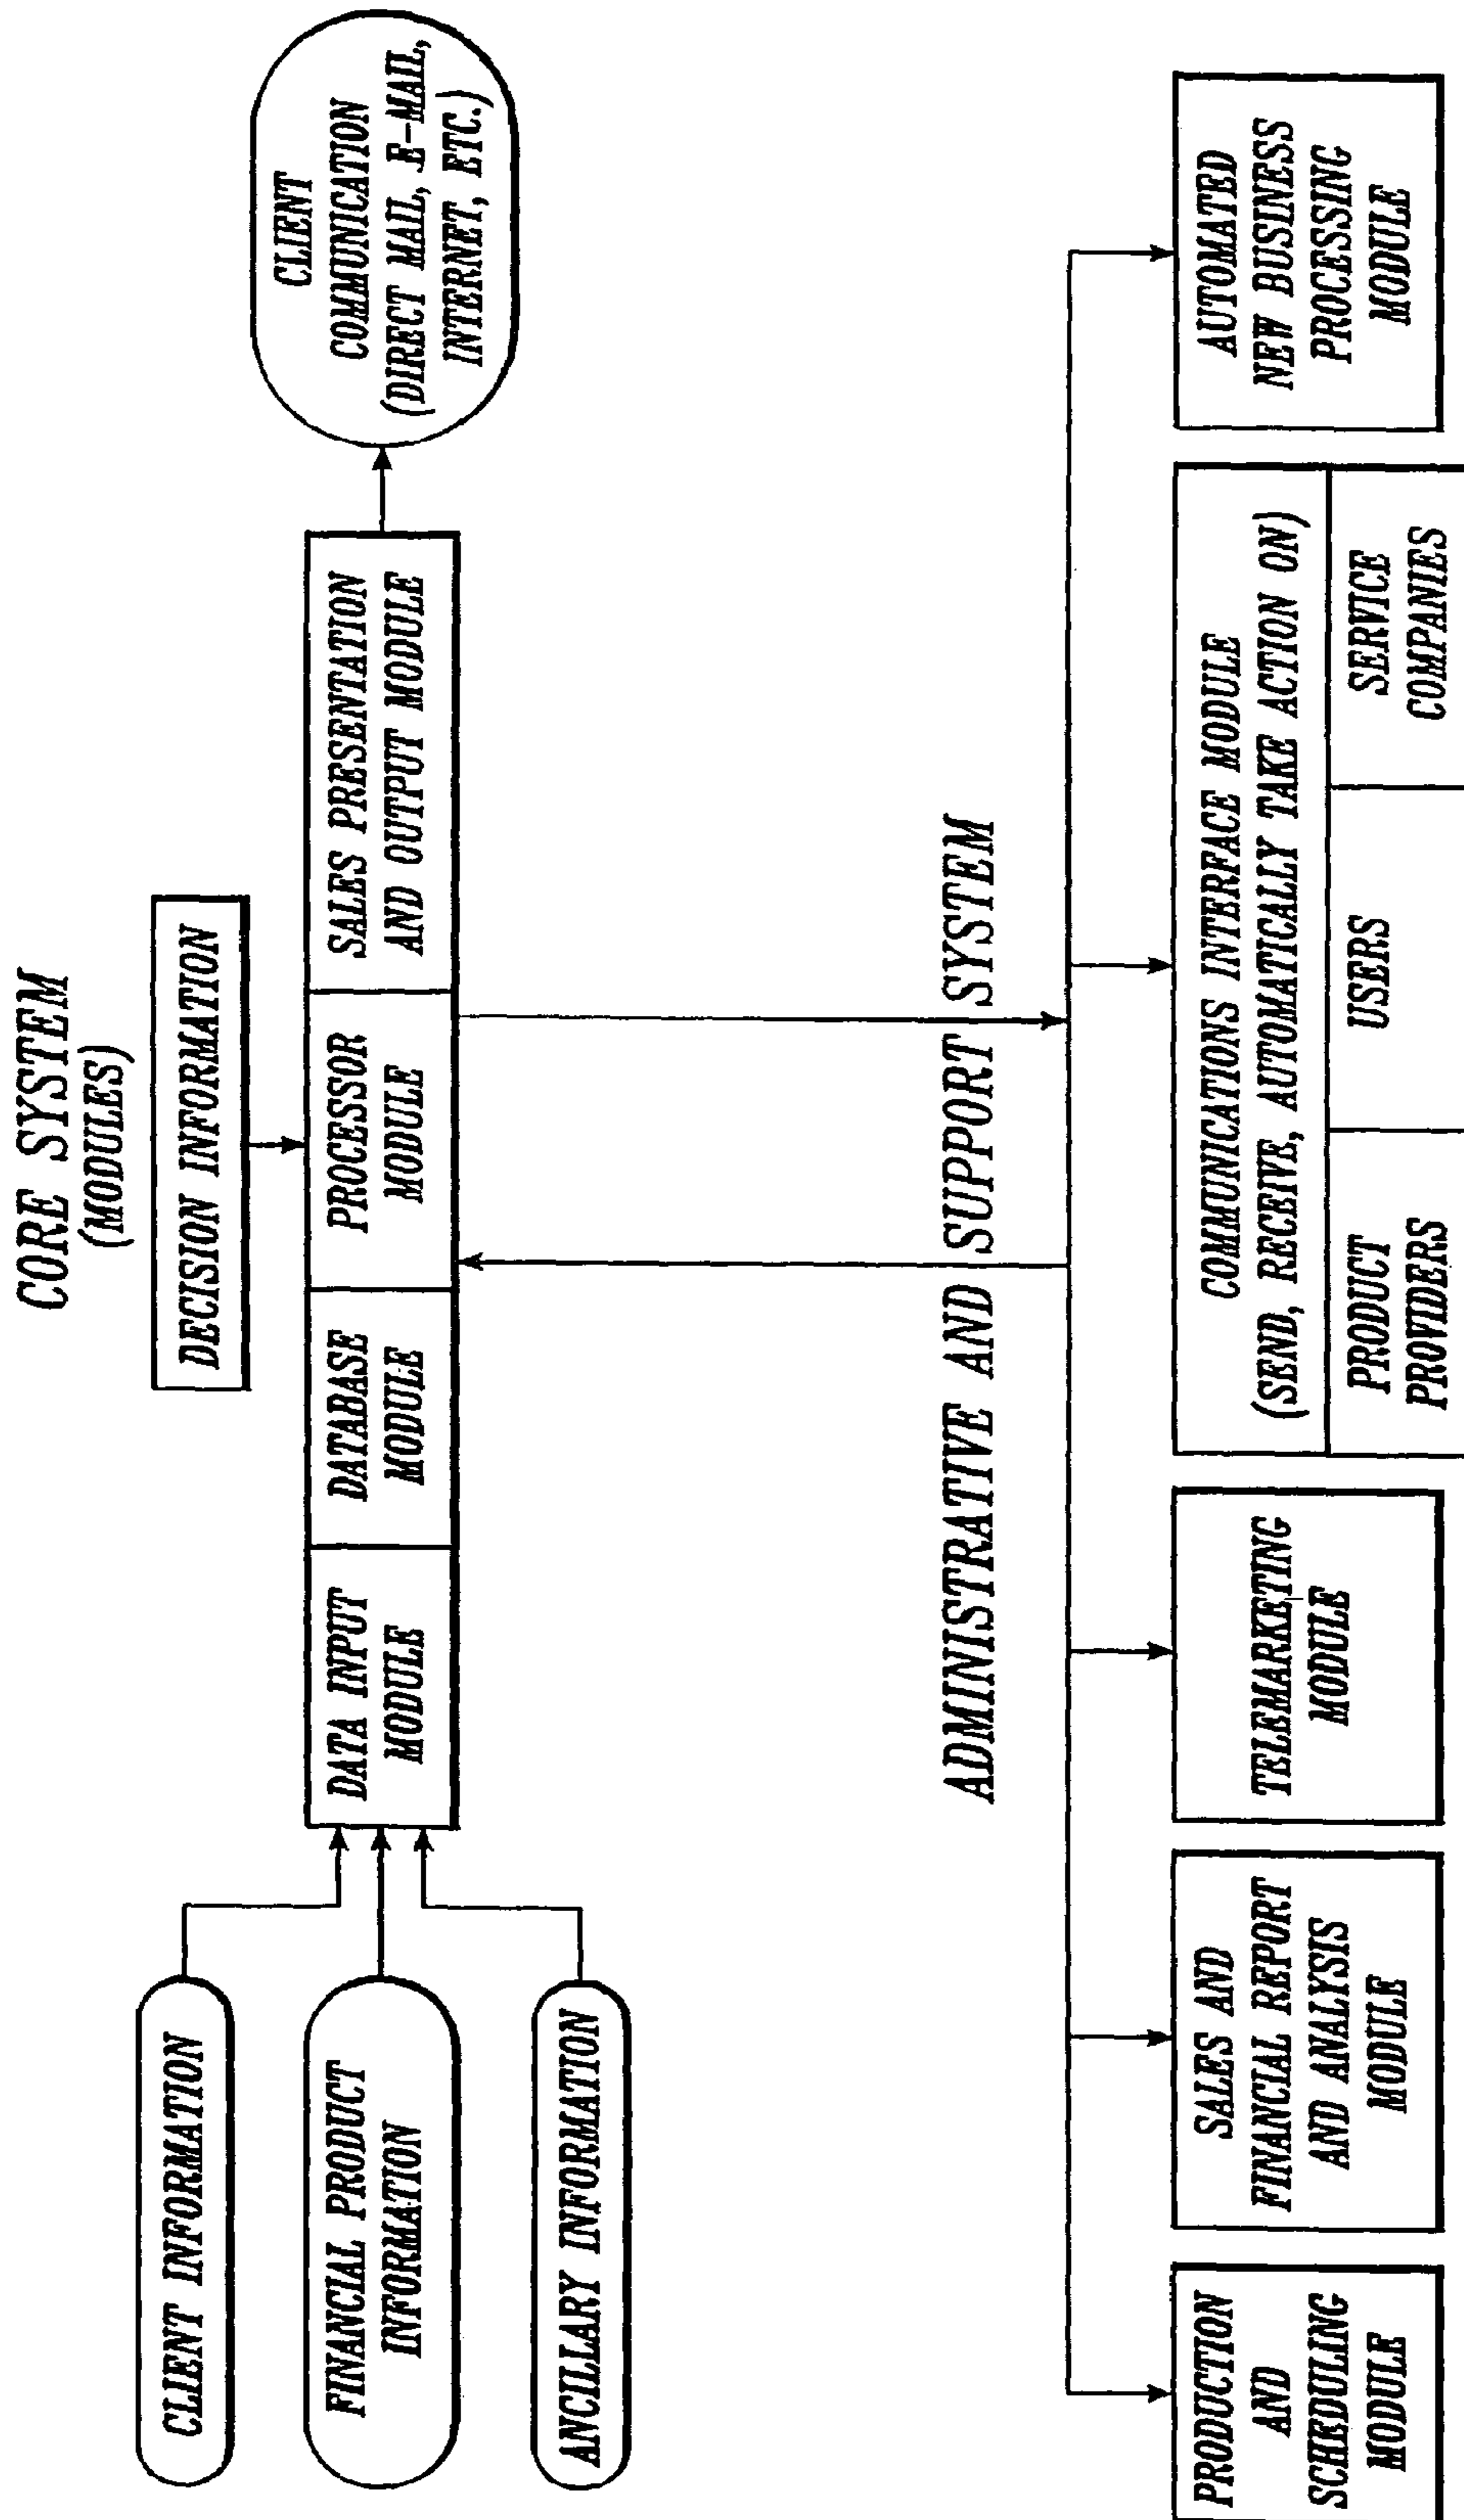 CORE SYSTEM
(MODULES)
DECISION INFORMATION
CLIENT INFORMATION
FINANCIAL PRODUCT
INFORMATION
ANCILLARY INFORMATION
DATA INPUT
MODULE
DATABASE
MODULE
PROCESSOR
MODULE
SALES PRESENTATION
AND OUTPUT MODULE
CLIENT
COMMUNICATION
(DIRECT MAIL, E-MAIL,
INTERNET, ETC.)
ADMINISTRATIVE AND SUPPORT SYSTEM
PRODUCTION
AND
SCHEDULING
MODULE
SALES AND
FINANCIAL REPORT
AND ANALYSIS
MODULE
TELEMARKETING
MODULE
COMMUNICATIONS INTERFACE MODULE
(SEND, RECEIVE, AUTOMATICALLY TAKE ACTION ON)
PRODUCT
PROVIDERS
USERS
SERVICE
COMPANIES
AUTOMATED
NEW BUSINESS
PROCESSING
MODULE